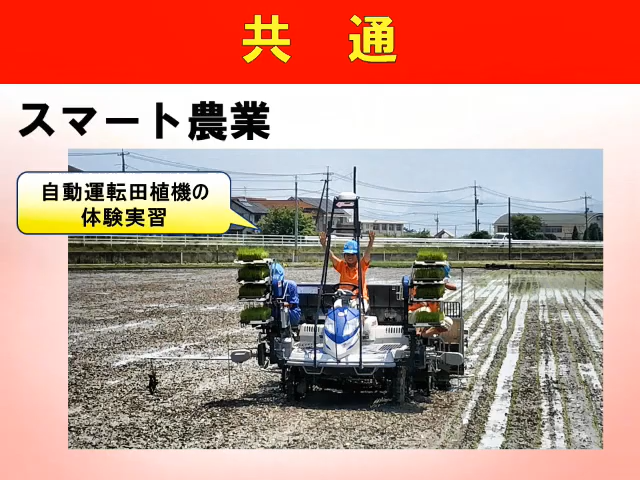 共　通
スマート農業
自動運転田植機の
体験実習